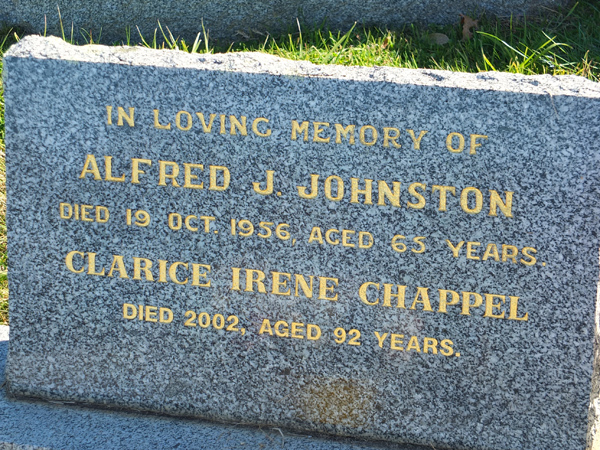 IN LOVING MEMORY OF
ALFRED J. JOHNSTON
DIED 19 OCT. 1956, AGED 65 YEARS.
CLARICE IRENE CHAPPEL
DIED 2002, AGED 92 YEARS.